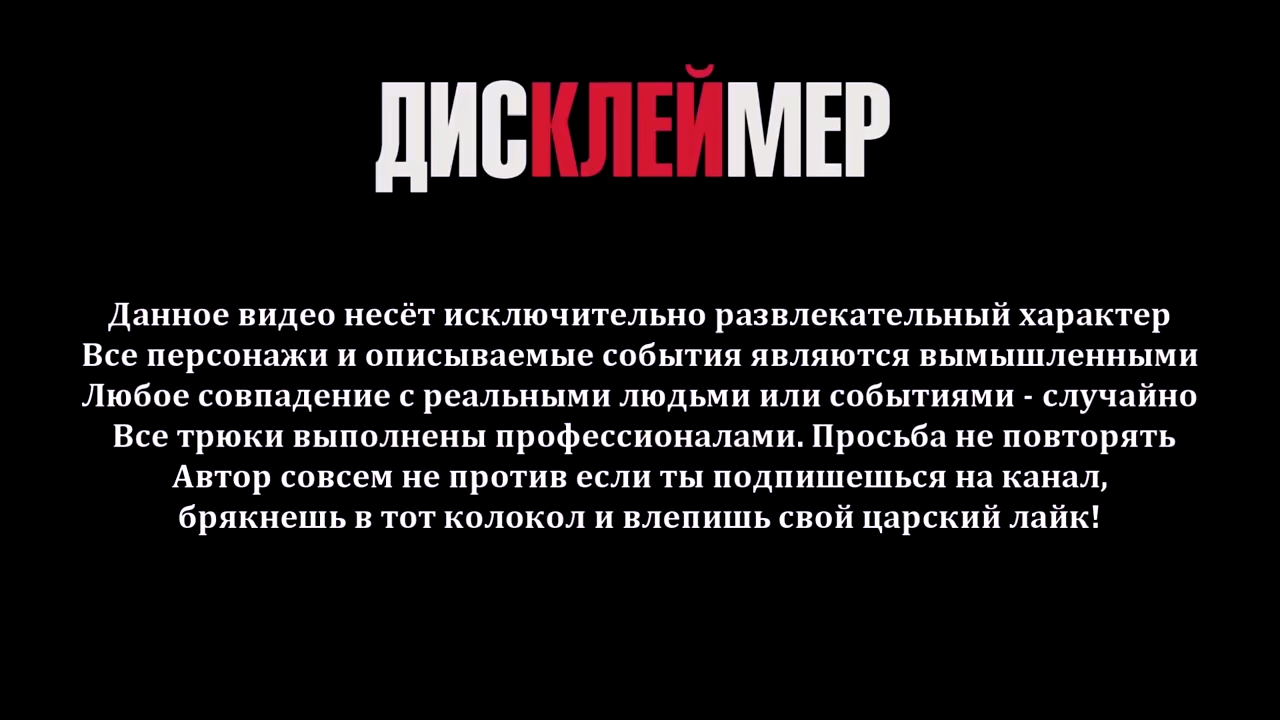 ДИСКЛЕЙМЕР
Данное видео несёт исключительно развлекательный характер
Все персонажи и описываемые события являются вымышленными
Любое совпадение с реальными людьми или событиями - случайно
Все трюки выполнены профессионалами. Просьба не повторять
Автор совсем не против если ты подпишешься на канал,
брякнешь в тот колокол и влепишь свой царский лайк!